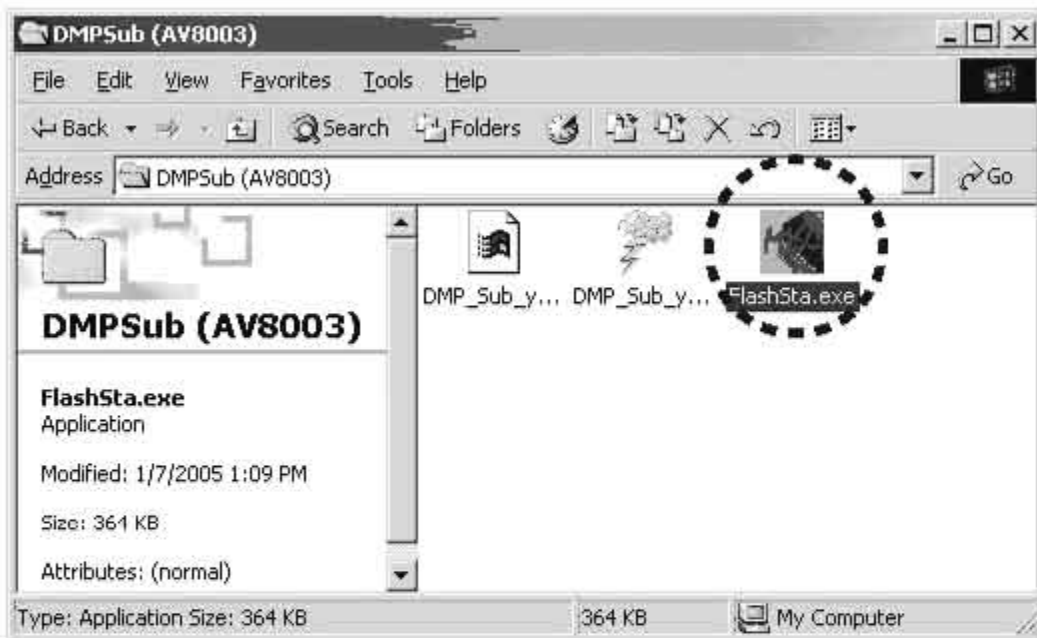 DMPSub (AV8003)
File Edit View Favorites Tools Help
Back Search Folders
Address DMPSub (AV8003) Go
DMPSub (AV8003)
FlashSta.exe
Application
Modified: 1/7/2005 1:09 PM
Size: 364 KB
Attributes: (normal)
DMP_Sub_y... DMP_Sub_y... FlashSta.exe
Type: Application Size: 364 KB 364 KB My Computer